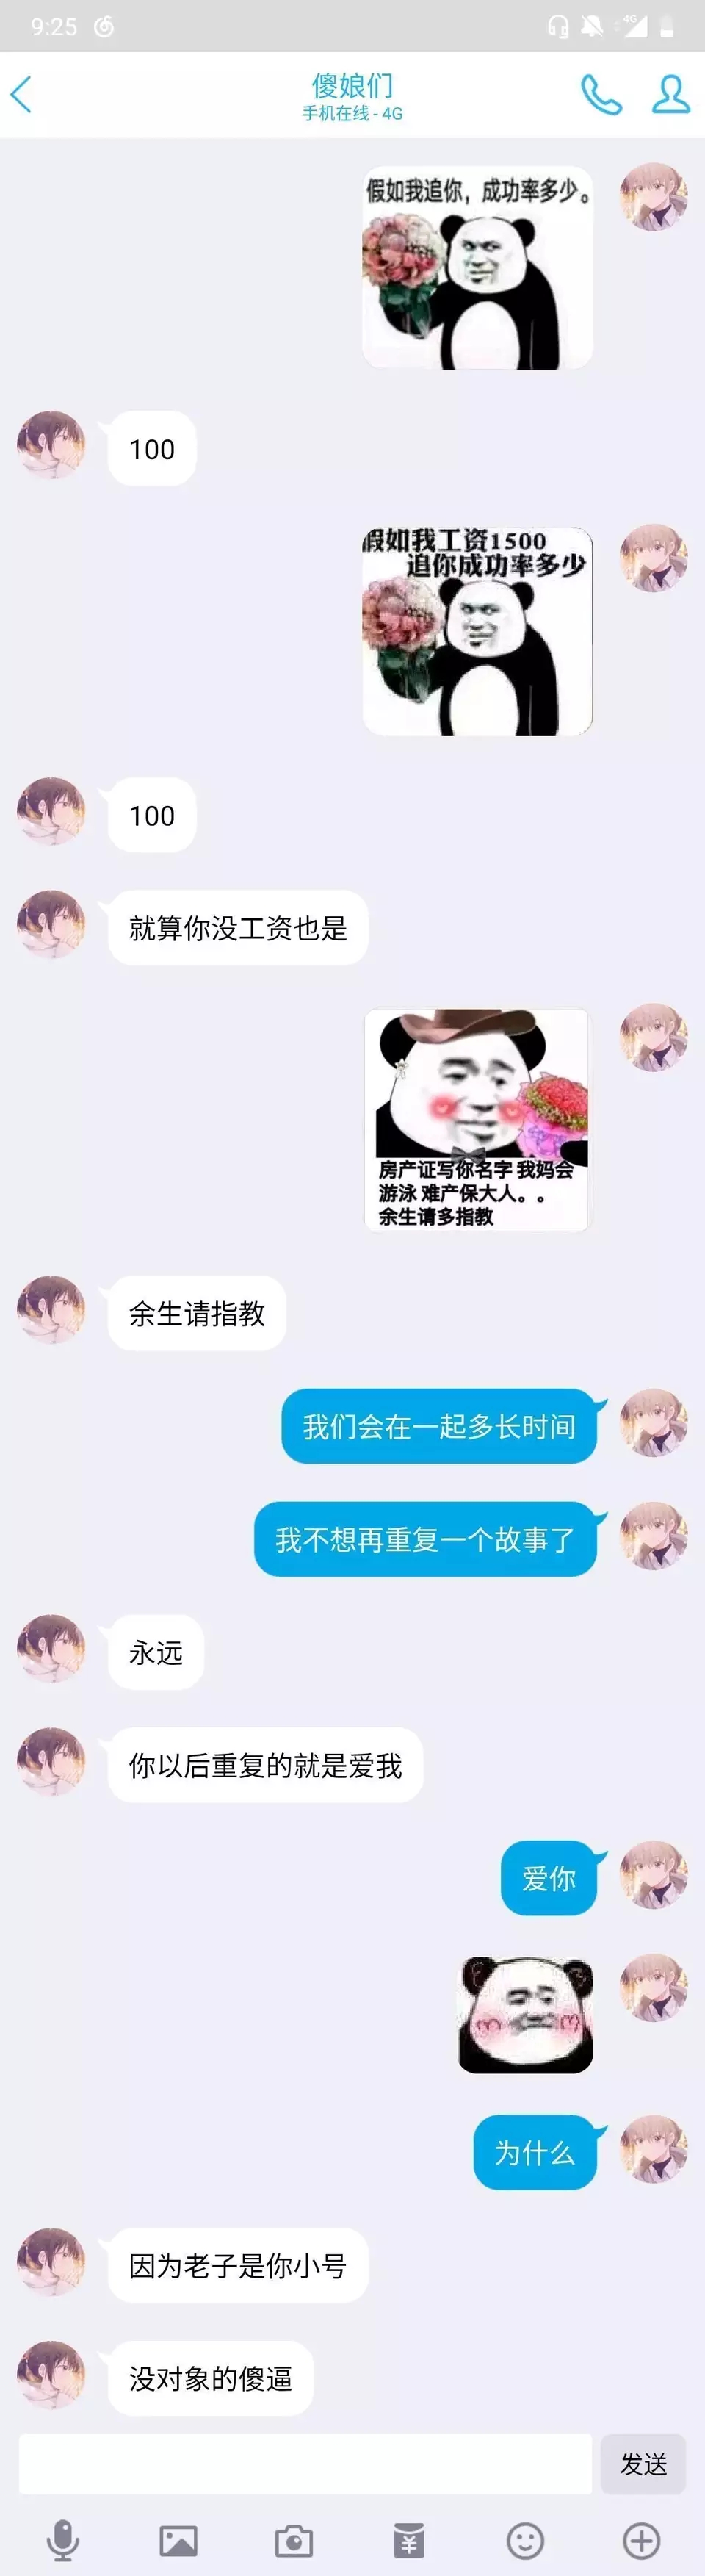 9:25
4G
傻娘们
手机在线 - 4G
假如我追你，成功率多少。
100
假如我工资1500
追你成功率多少
100
就算你没工资也是
房产证写你名字 我妈会
游泳 难产保大人。。
余生请多指教
余生请指教
我们会在一起多长时间
我不想再重复一个故事了
永远
你以后重复的就是爱我
爱你
为什么
因为老子是你小号
没对象的傻逼
发送